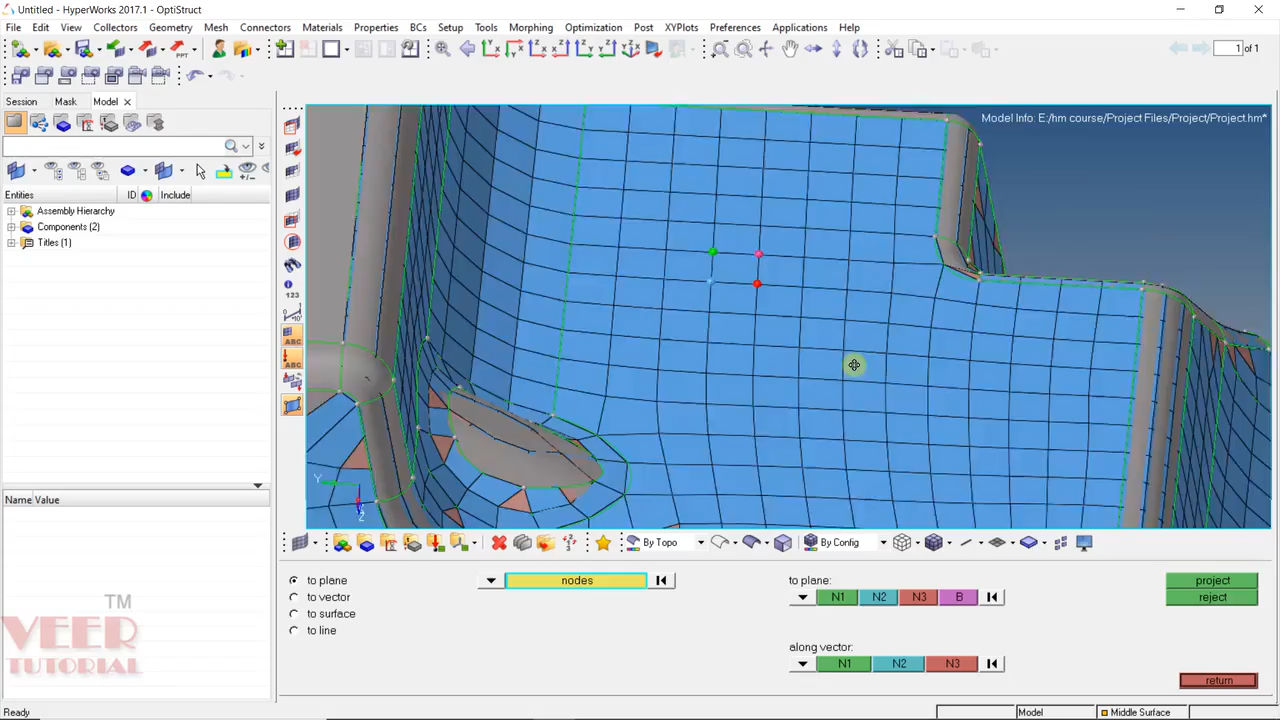 Untitled - HyperWorks 2017.1 - OptiStruct
File Edit View Collectors Geometry Mesh Connectors Materials Properties BCs Setup Tools Morphing Optimization Post XYPlots Preferences Applications Help
1 of 1
Session Mask Model
Model Info: E:/hm course/Project Files/Project/Project.hm*
Entities ID Include
Assembly Hierarchy
Components (2)
Titles (1)
123
ABC
ABC
Y
Z
Name Value
By Topo By Config
to plane nodes to plane: project
to vector N1 N2 N3 B reject
to surface
to line
along vector:
N1 N2 N3
return
TM
VEER
TUTORIAL
Ready Model Middle Surface